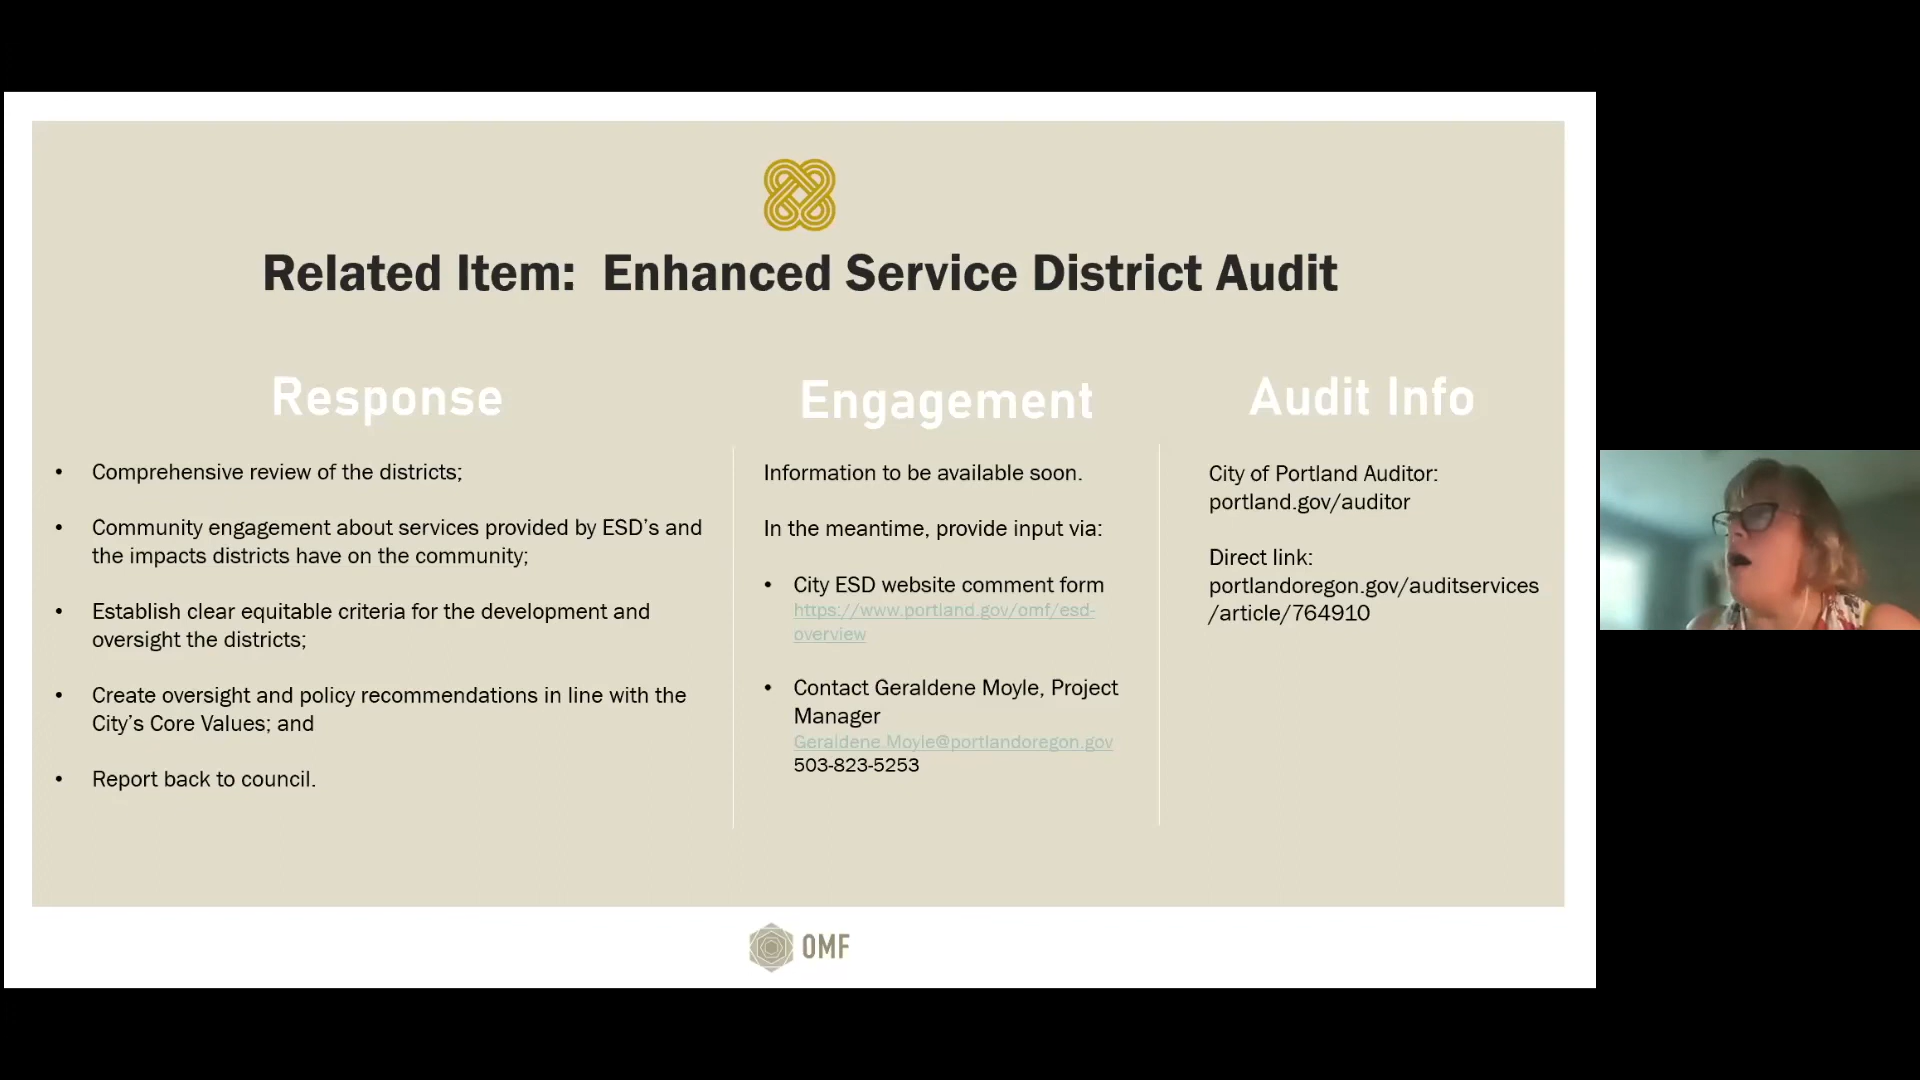 Related Item: Enhanced Service District Audit
Response
• Comprehensive review of the districts;
• Community engagement about services provided by ESD's and
the impacts districts have on the community;
• Establish clear equitable criteria for the development and
oversight the districts;
• Create oversight and policy recommendations in line with the
City's Core Values; and
• Report back to council.
Engagement
Information to be available soon.
In the meantime, provide input via:
• City ESD website comment form
https://www.portland.gov/omf/esd-
overview
• Contact Geraldene Moyle, Project
Manager
Geraldene.Moyle@portlandoregon.gov
503-823-5253
Audit Info
City of Portland Auditor:
portland.gov/auditor
Direct link:
portlandoregon.gov/auditservices
/article/764910
OMF